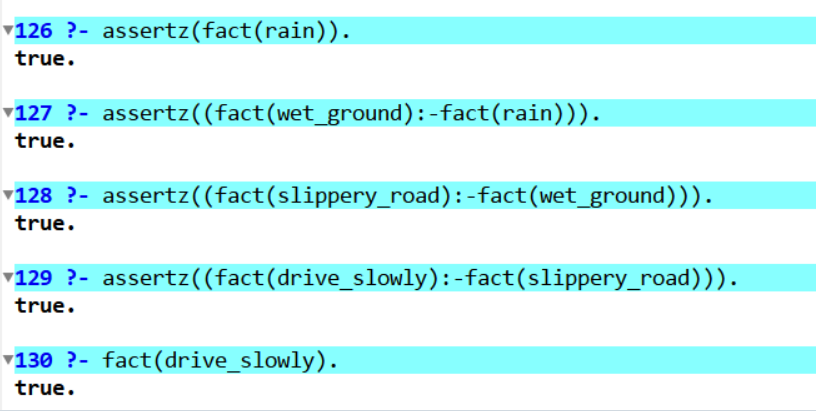 126 ?- assertz(fact(rain)).
true.
127 ?- assertz((fact(wet_ground):-fact(rain))).
true.
128 ?- assertz((fact(slippery_road):-fact(wet_ground))).
true.
129 ?- assertz((fact(drive_slowly):-fact(slippery_road))).
true.
130 ?- fact(drive_slowly).
true.